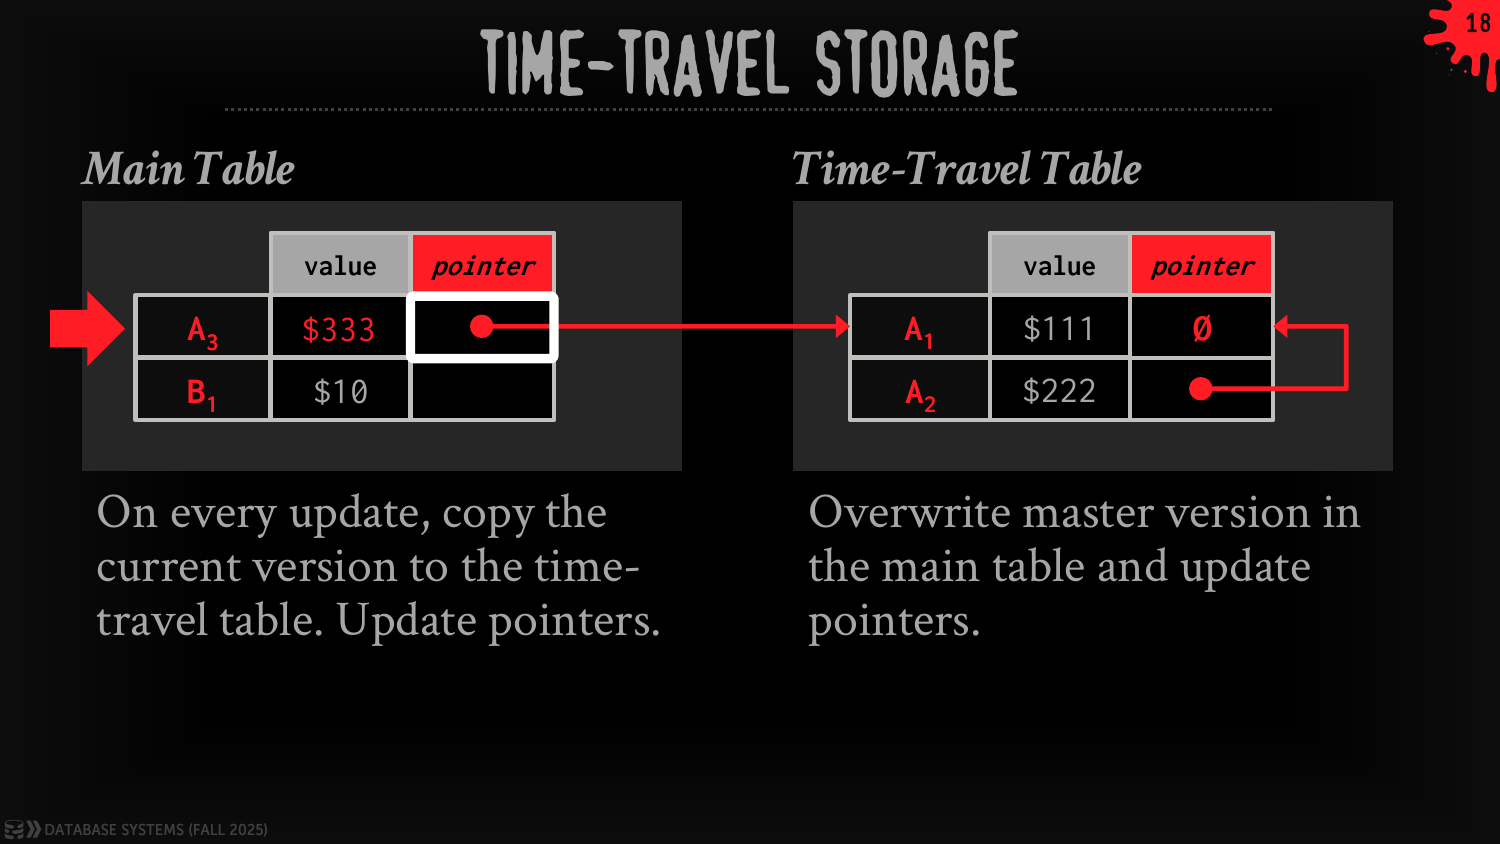 18
TIME-TRAVEL STORAGE
Main Table
value pointer
A3 $333
B1 $10
On every update, copy the
current version to the time-
travel table. Update pointers.
Time-Travel Table
value pointer
A1 $111 Ø
A2 $222
Overwrite master version in
the main table and update
pointers.
DATABASE SYSTEMS (FALL 2025)